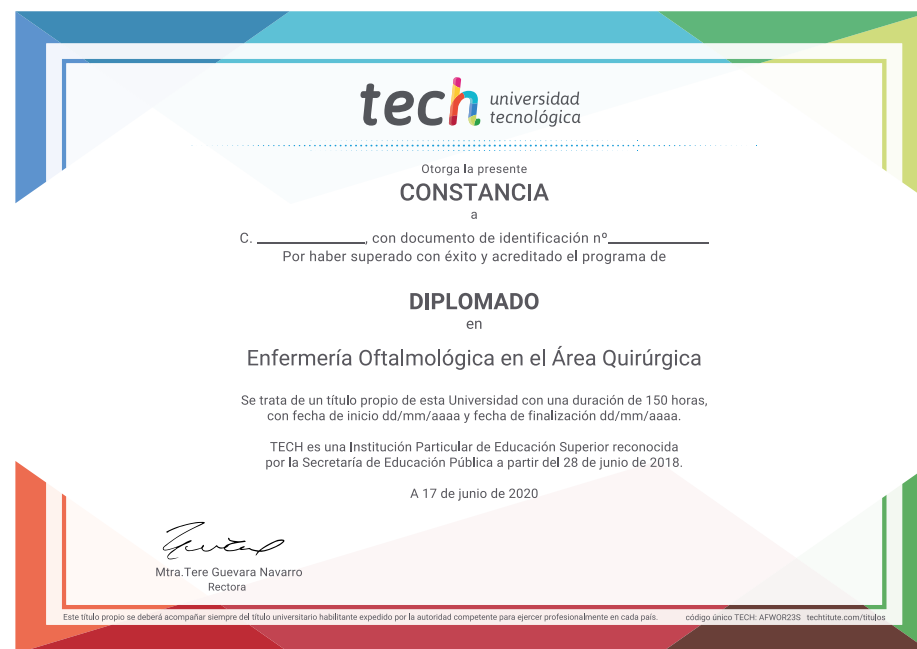 tech universidad
tecnológica
Otorga la presente
CONSTANCIA
a
C. ____________, con documento de identificación nº____________
Por haber superado con éxito y acreditado el programa de
DIPLOMADO
en
Enfermería Oftalmológica en el Área Quirúrgica
Se trata de un título propio de esta Universidad con una duración de 150 horas,
con fecha de inicio dd/mm/aaaa y fecha de finalización dd/mm/aaaa.
TECH es una Institución Particular de Educación Superior reconocida
por la Secretaría de Educación Pública a partir del 28 de junio de 2018.
A 17 de junio de 2020
Mtra.Tere Guevara Navarro
Rectora
Este título propio se deberá acompañar siempre del título universitario habilitante expedido por la autoridad competente para ejercer profesionalmente en cada país. código único TECH: AFWOR23S techtitute.com/titulos